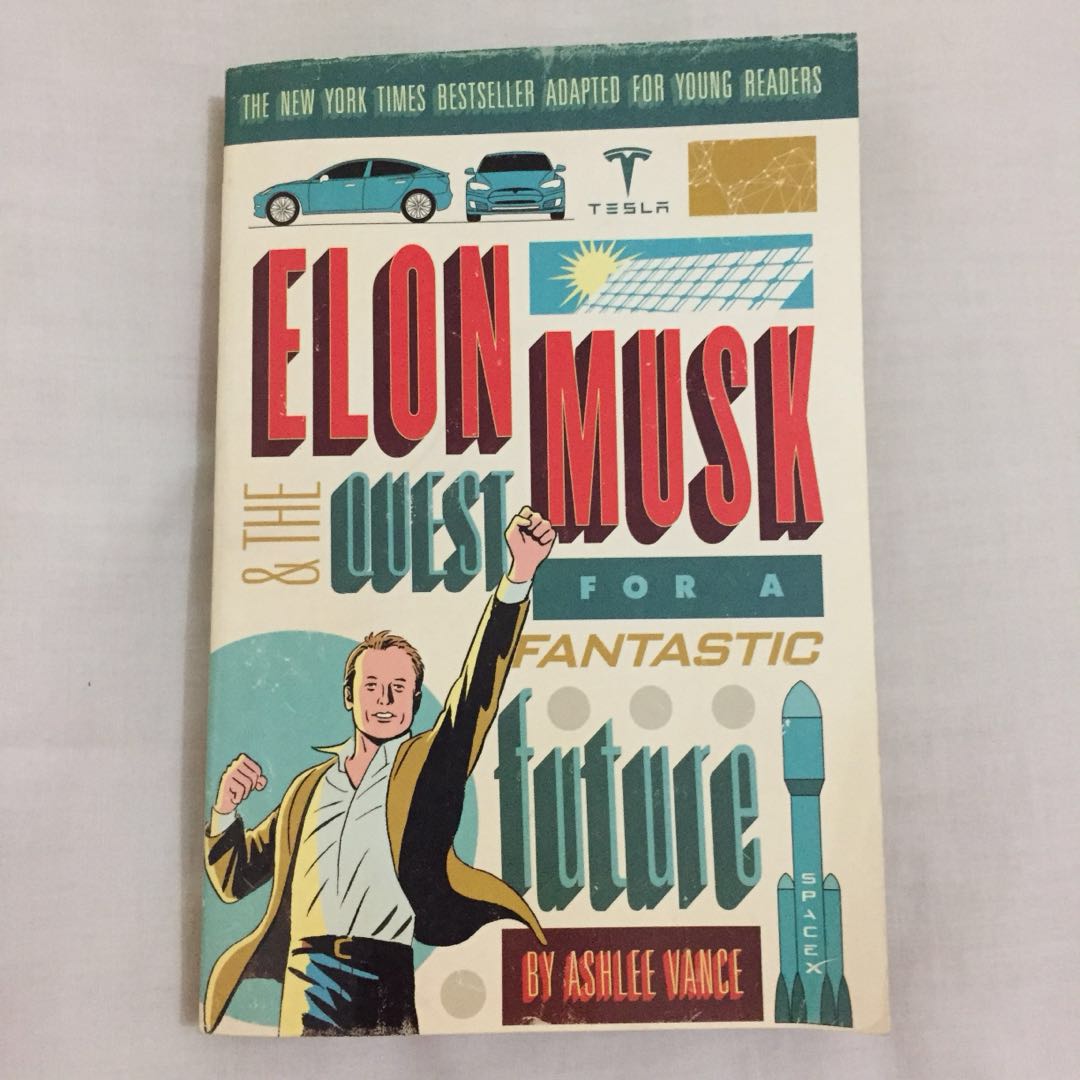 THE NEW YORK TIMES BESTSELLER ADAPTED FOR YOUNG READERS
TESLA
ELON
MUSK
& THE
QUEST
FOR A
FANTASTIC
future
SPACEX
BY ASHLEE VANCE